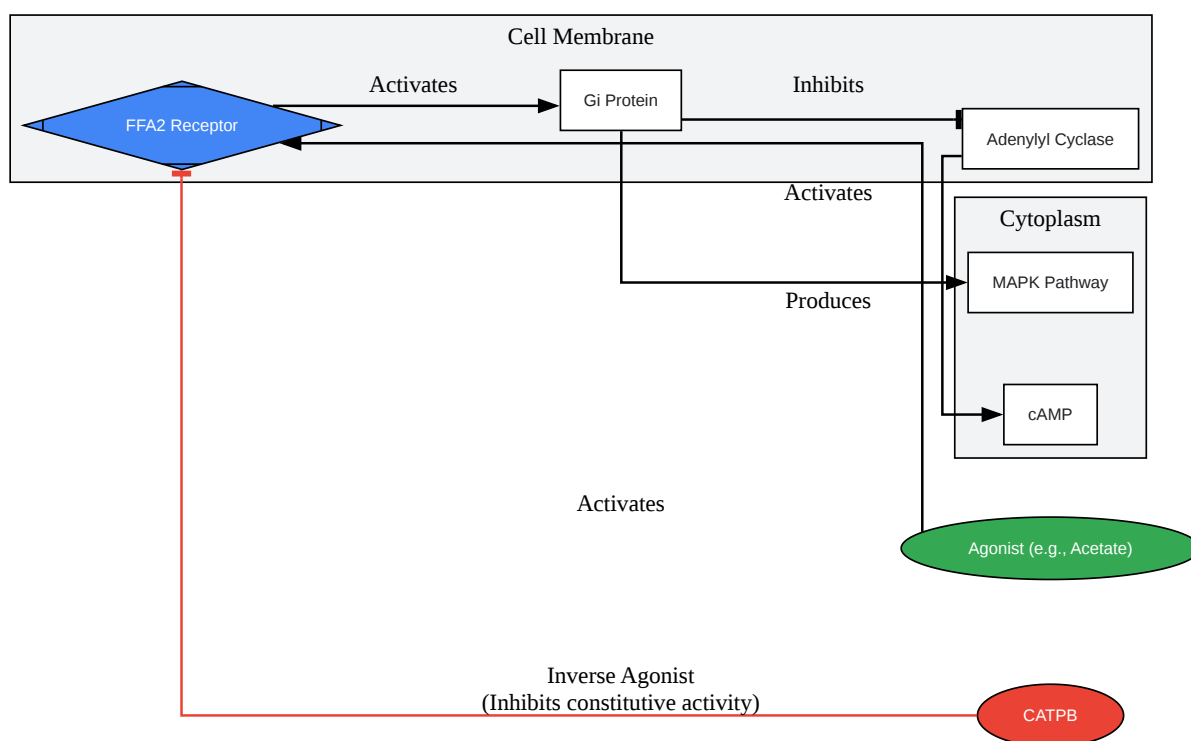 Cell Membrane
Activates
Inhibits
Gi Protein
FFA2 Receptor
Adenylyl Cyclase
Activates
Cytoplasm
MAPK Pathway
Produces
cAMP
Activates
Agonist (e.g., Acetate)
Inverse Agonist
(Inhibits constitutive activity)
CATPB